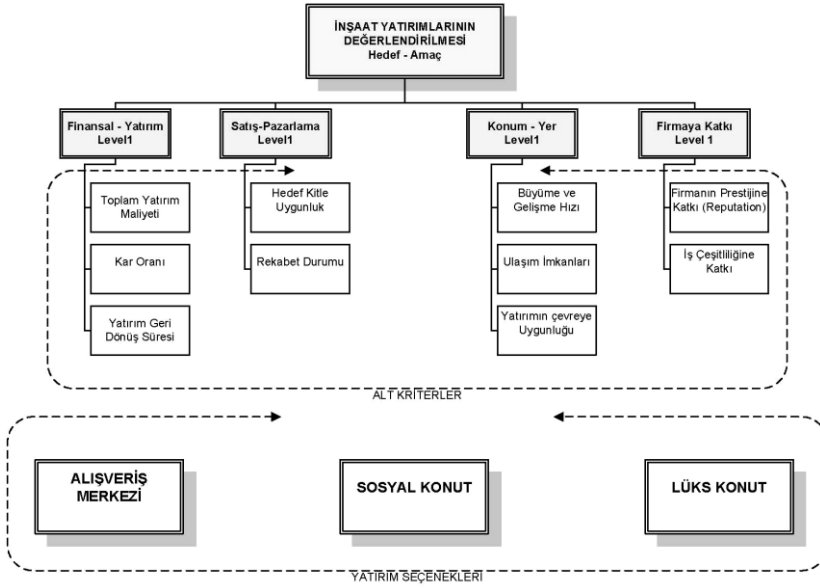 İNŞAAT YATIRIMLARININ
DEĞERLENDİRİLMESİ
Hedef - Amaç
Finansal - Yatırım
Level1
Satış-Pazarlama
Level1
Konum - Yer
Level1
Firmaya Katkı
Level 1
Toplam Yatırım
Maliyeti
Kar Oranı
Yatırım Geri
Dönüş Süresi
Hedef Kitle
Uygunluk
Rekabet Durumu
Büyüme ve
Gelişme Hızı
Ulaşım İmkanları
Yatırımın çevreye
Uygunluğu
Firmanın Prestijine
Katkı (Reputation)
İş Çeşitliliğine
Katkı
ALT KRİTERLER
ALIŞVERİŞ
MERKEZİ
SOSYAL KONUT
LÜKS KONUT
YATIRIM SEÇENEKLERİ